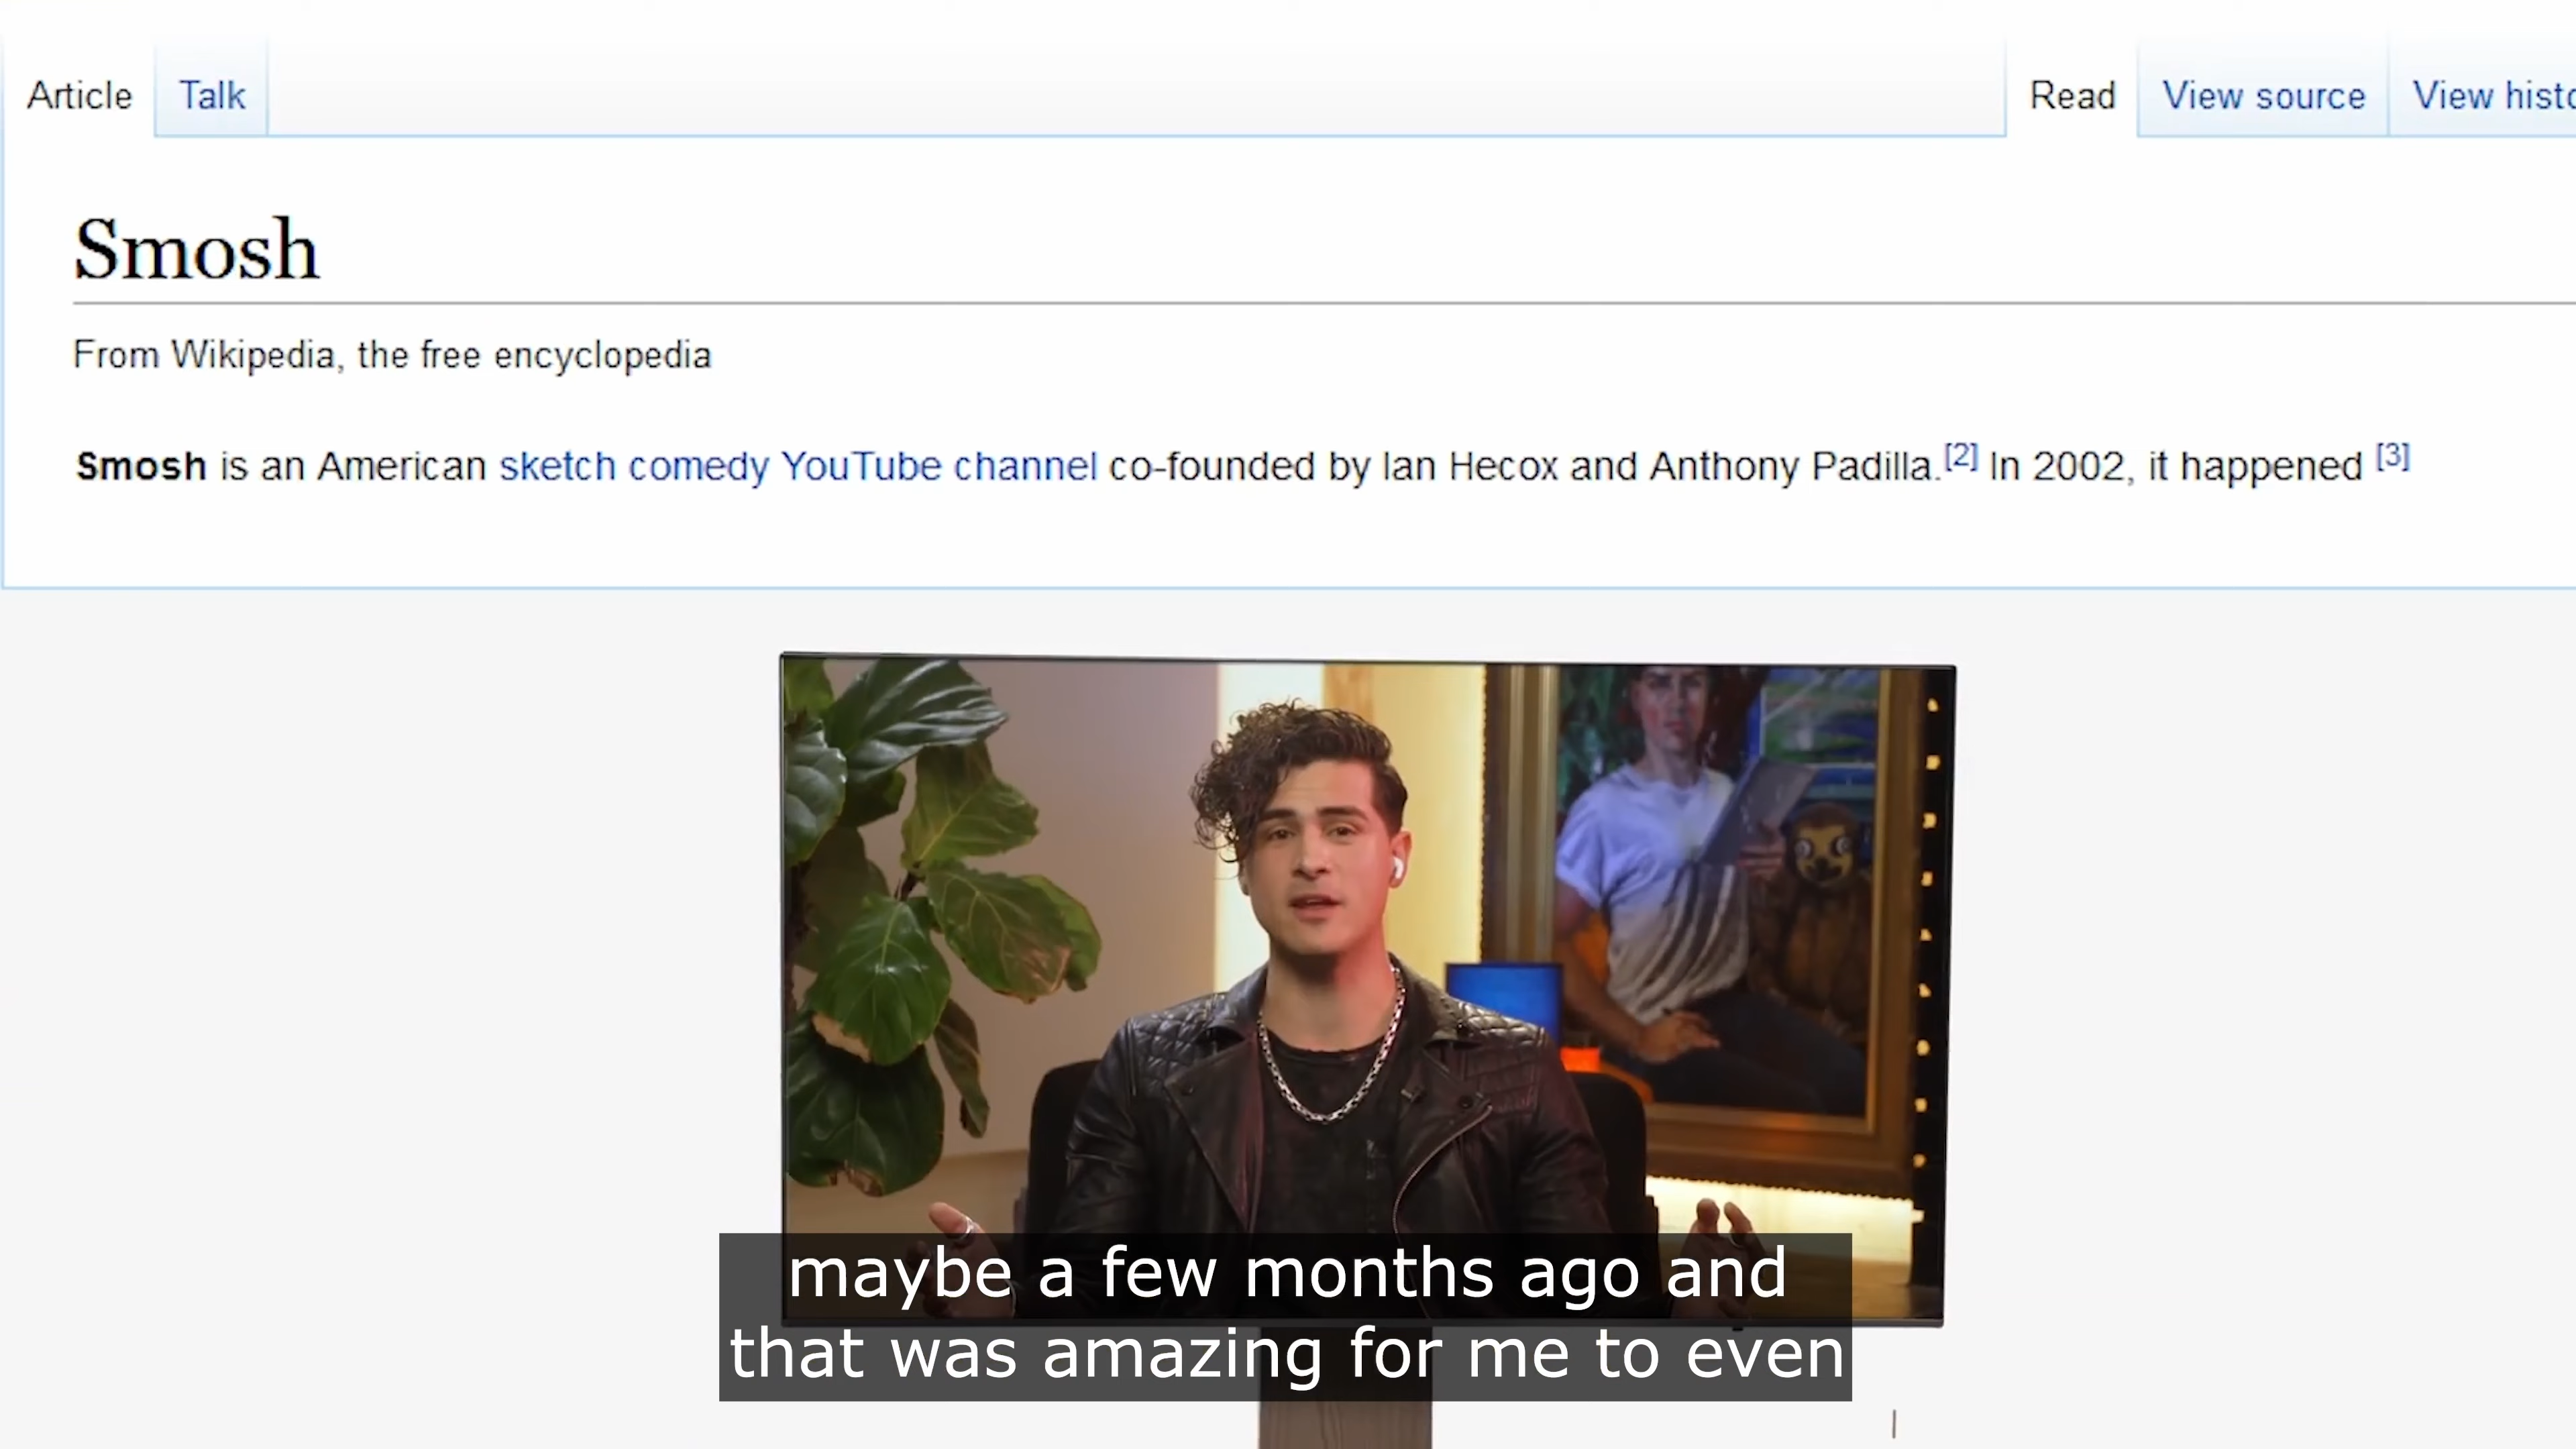 Article Talk Read View source View histo
Smosh
From Wikipedia, the free encyclopedia
Smosh is an American sketch comedy YouTube channel co-founded by Ian Hecox and Anthony Padilla.[2] In 2002, it happened [3]
maybe a few months ago and
that was amazing for me to even